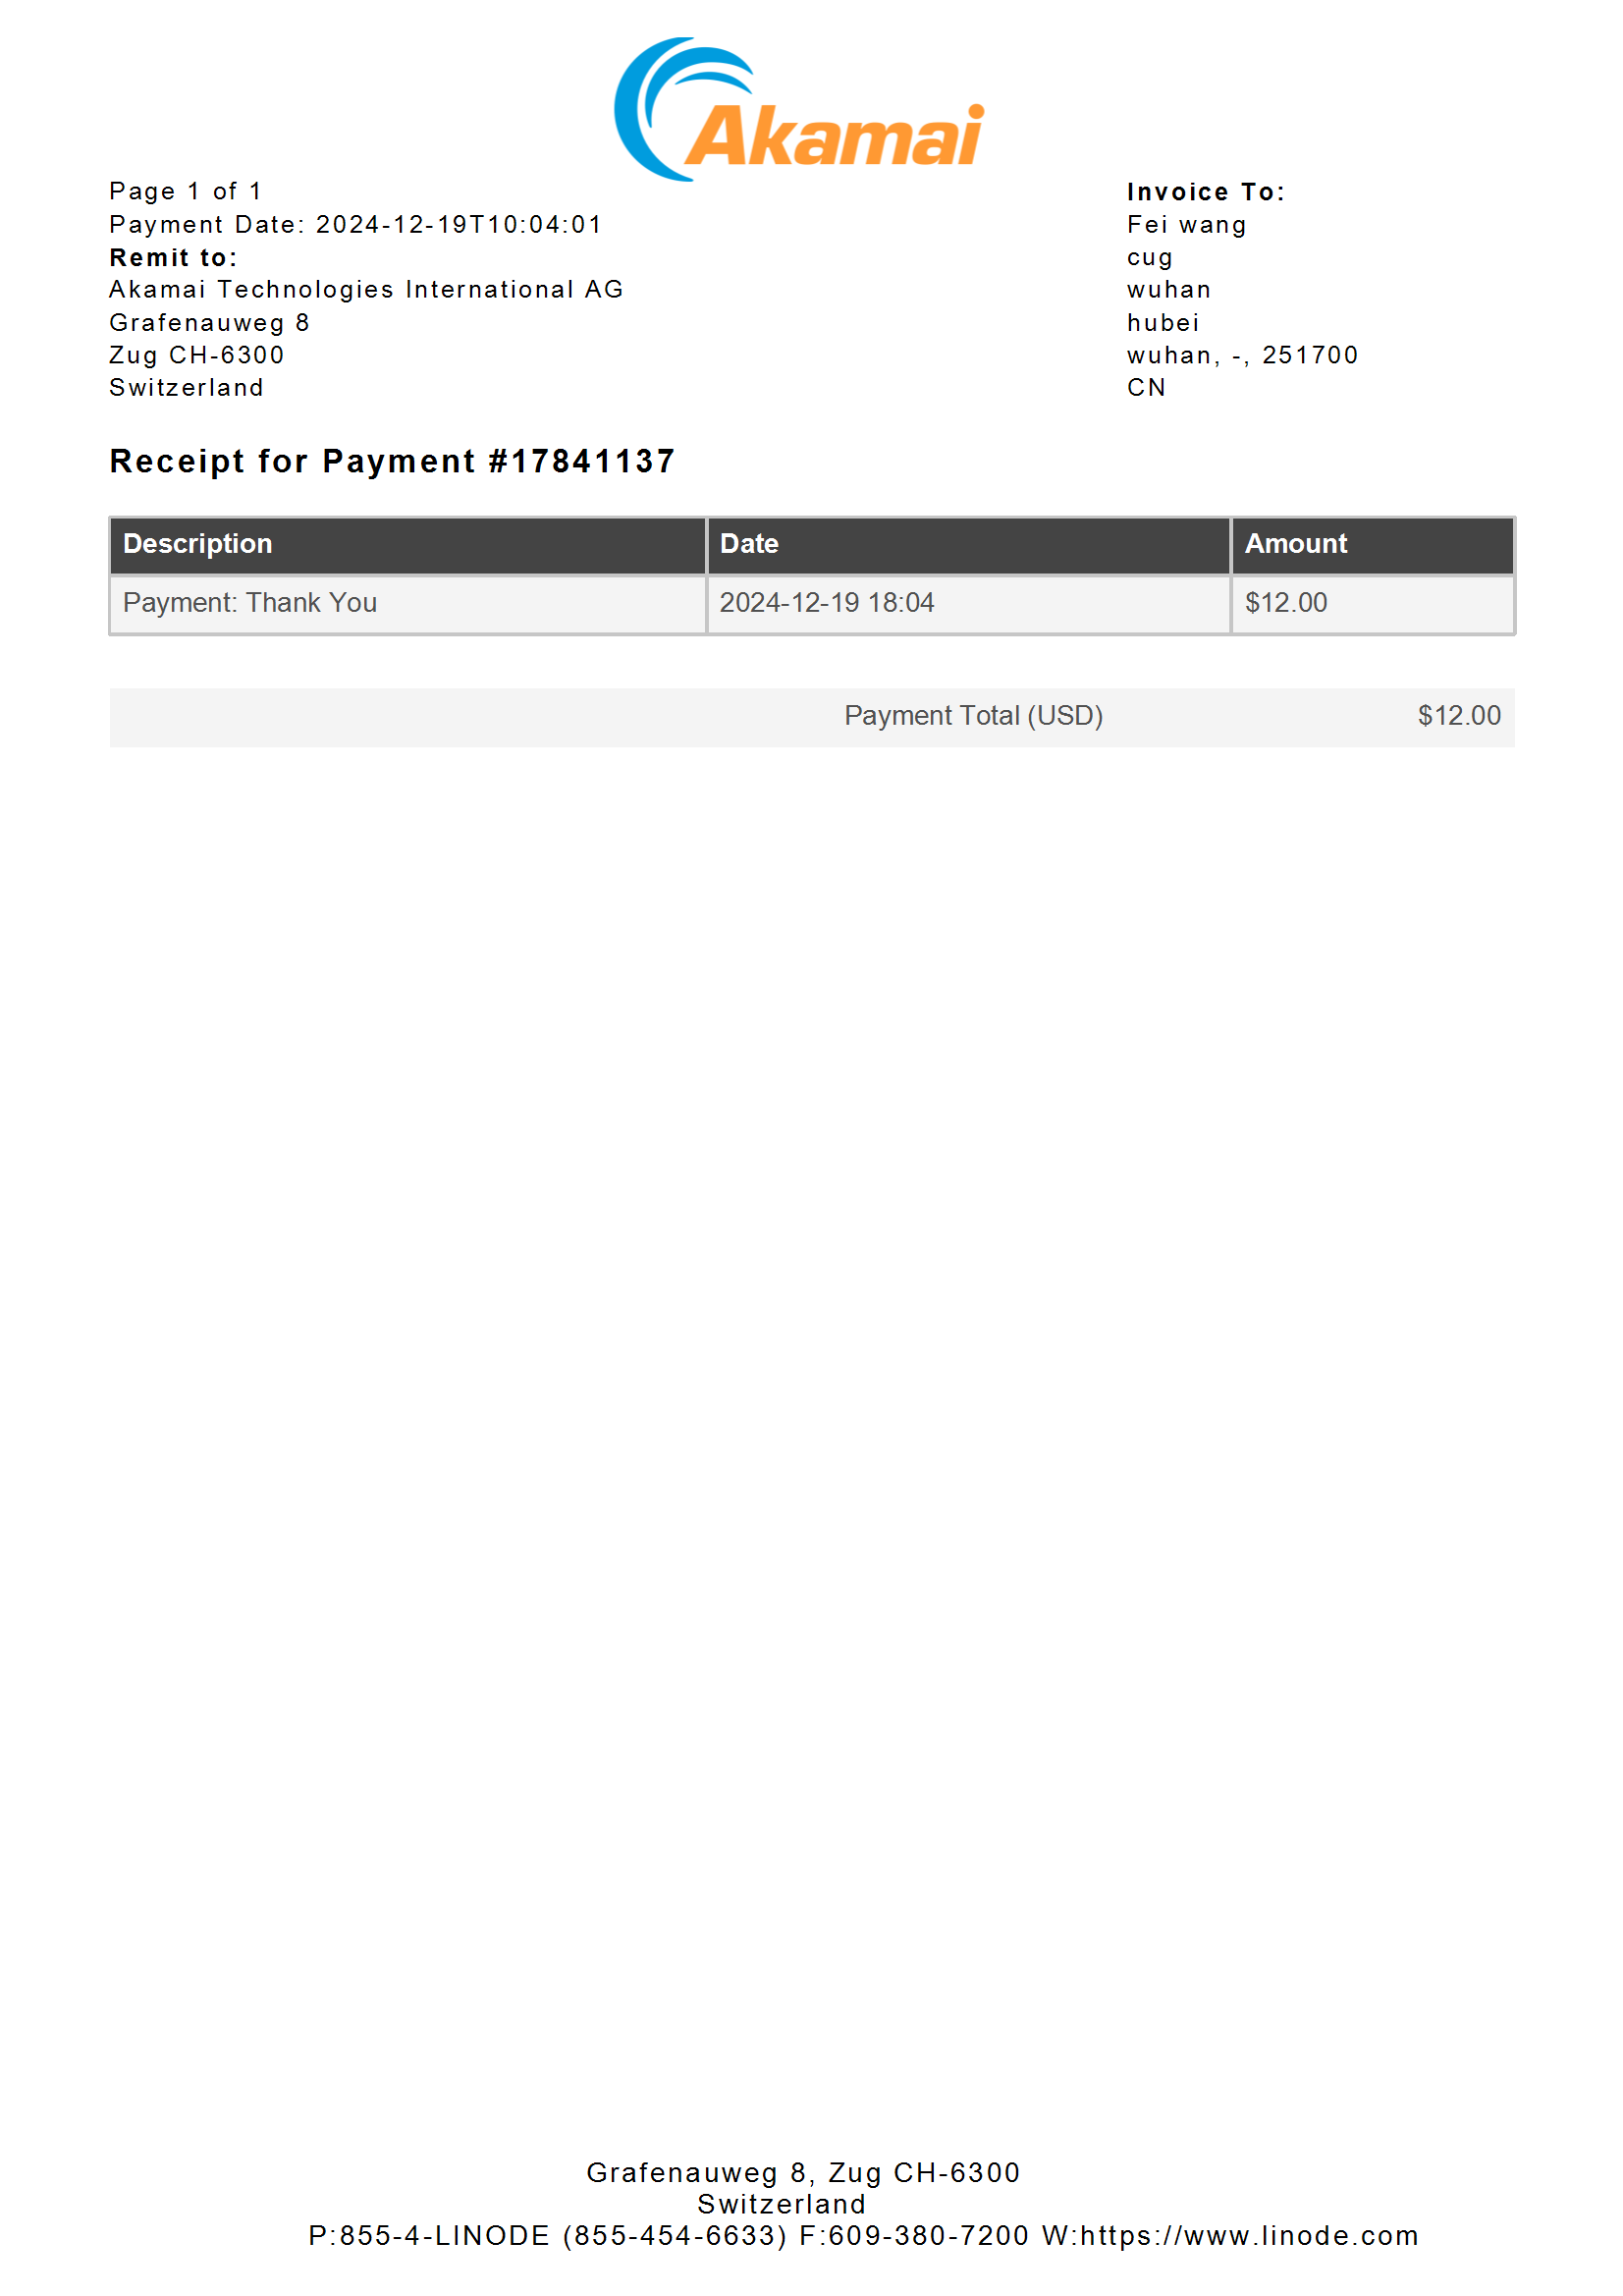 Akamai
Page 1 of 1
Payment Date: 2024-12-19T10:04:01
Remit to:
Akamai Technologies International AG
Grafenauweg 8
Zug CH-6300
Switzerland
Invoice To:
Fei wang
cug
wuhan
hubei
wuhan, -, 251700
CN
Receipt for Payment #17841137
Description Date Amount
Payment: Thank You 2024-12-19 18:04 $12.00
Payment Total (USD) $12.00
Grafenauweg 8, Zug CH-6300
Switzerland
P:855-4-LINODE (855-454-6633) F:609-380-7200 W:https://www.linode.com